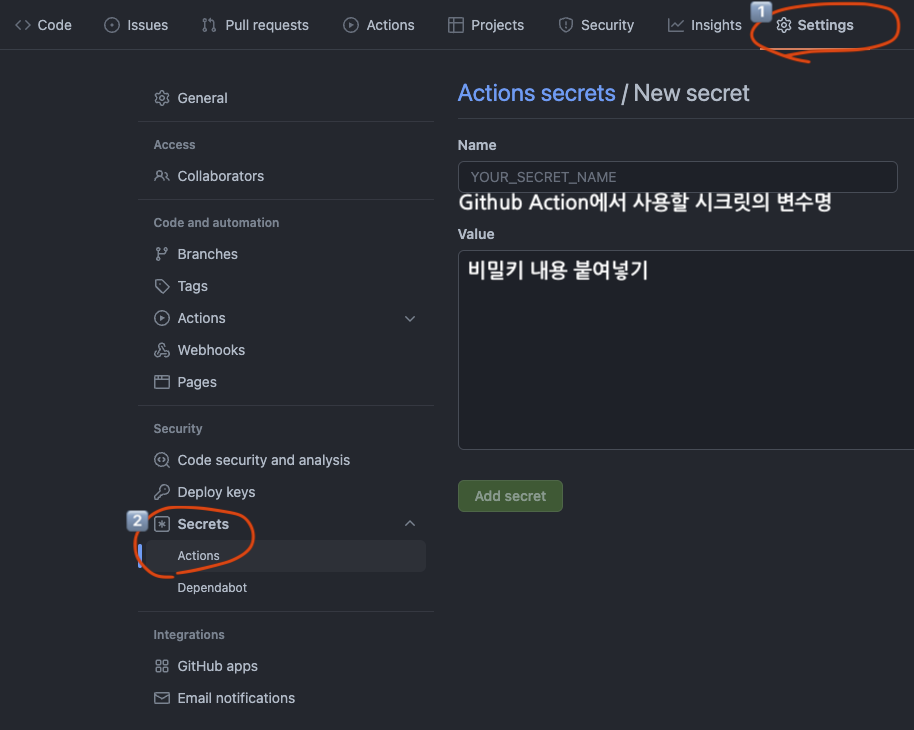 Code
Issues
Pull requests
Actions
Projects
Security
Insights
1
Settings
General
Access
Collaborators
Code and automation
Branches
Tags
Actions
Webhooks
Pages
Security
Code security and analysis
Deploy keys
2
Secrets
Actions
Dependabot
Integrations
GitHub apps
Email notifications
Actions secrets / New secret
Name
YOUR_SECRET_NAME
Github Action에서 사용할 시크릿의 변수명
Value
비밀키 내용 붙여넣기
Add secret